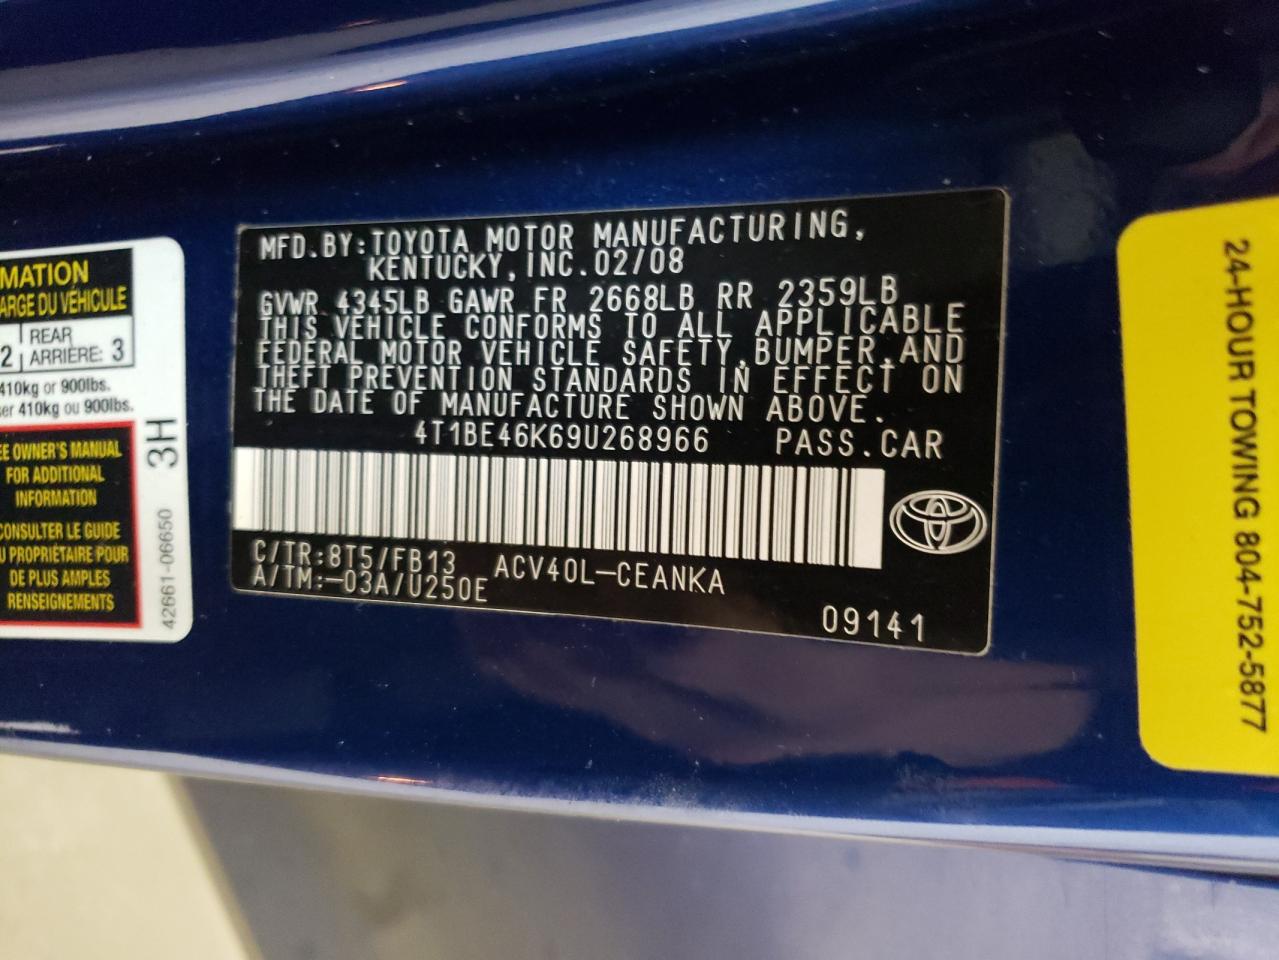 MATION
ARGE DU VÉHICULE
2
REAR
ARRIÈRE: 3
410kg or 900lbs.
ser 410kg ou 900lbs.
EE OWNER'S MANUAL
FOR ADDITIONAL
INFORMATION
CONSULTER LE GUIDE
U PROPRIÉTAIRE POUR
DE PLUS AMPLES
RENSEIGNEMENTS
3H
42661-06650
MFD.BY:TOYOTA MOTOR MANUFACTURING,
KENTUCKY,INC.02/08
GVWR 4345LB GAWR FR 2668LB RR 2359LB
THIS VEHICLE CONFORMS TO ALL APPLICABLE
FEDERAL MOTOR VEHICLE SAFETY,BUMPER,AND
THEFT PREVENTION STANDARDS IN EFFECT ON
THE DATE OF MANUFACTURE SHOWN ABOVE.
4T1BE46K69U268966 PASS.CAR
C/TR:8T5/FB13 ACV40L-CEANKA
A/TM:-03A/U250E
09141
24-HOUR TOWING 804-752-5877